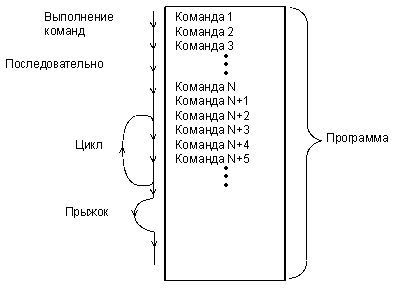 Выполнение
команд
Последовательно
Цикл
Прыжок
Команда 1
Команда 2
Команда 3
Команда N
Команда N+1
Команда N+2
Команда N+3
Команда N+4
Команда N+5
Программа